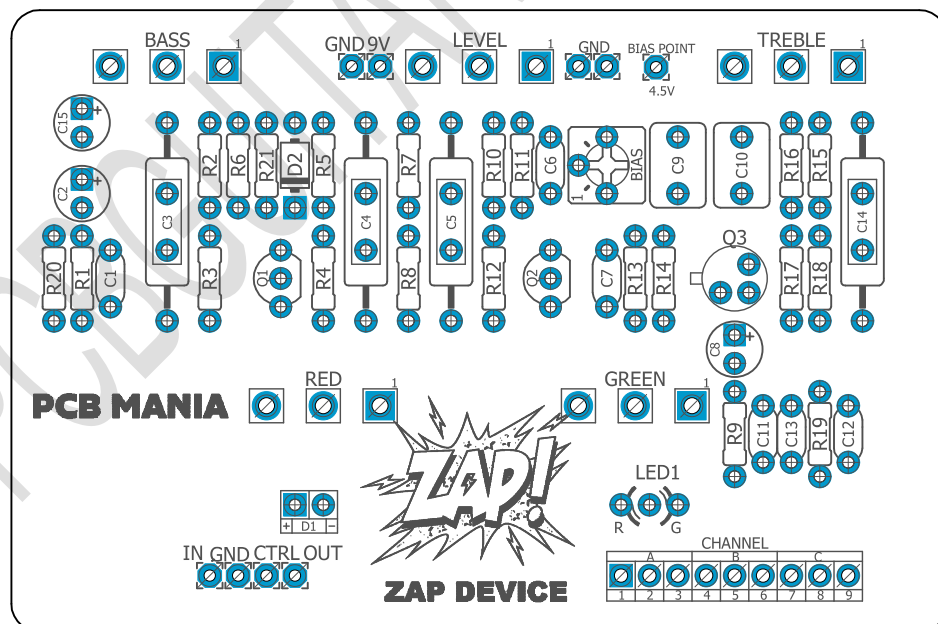 BASS 1 GND 9V LEVEL 1 GND BIAS POINT TREBLE 1
4.5V
C15 R2 R6 R21 D2 R5 R7 R10 R11 C6 BIAS 1 C9 C10 R16 R15
C2 C3 C4 C5 C14
Q3
R20 R1 C1 R3 Q1 R4 R8 R12 Q2 C7 R13 R14 R17 R18
C8
RED 1 GREEN 1
PCB MANIA
R9 C11 C13 R19 C12
ZAP!
LED1
R G
+ D1 −
CHANNEL
IN GND CTRL OUT
A B C
1 2 3 4 5 6 7 8 9
ZAP DEVICE